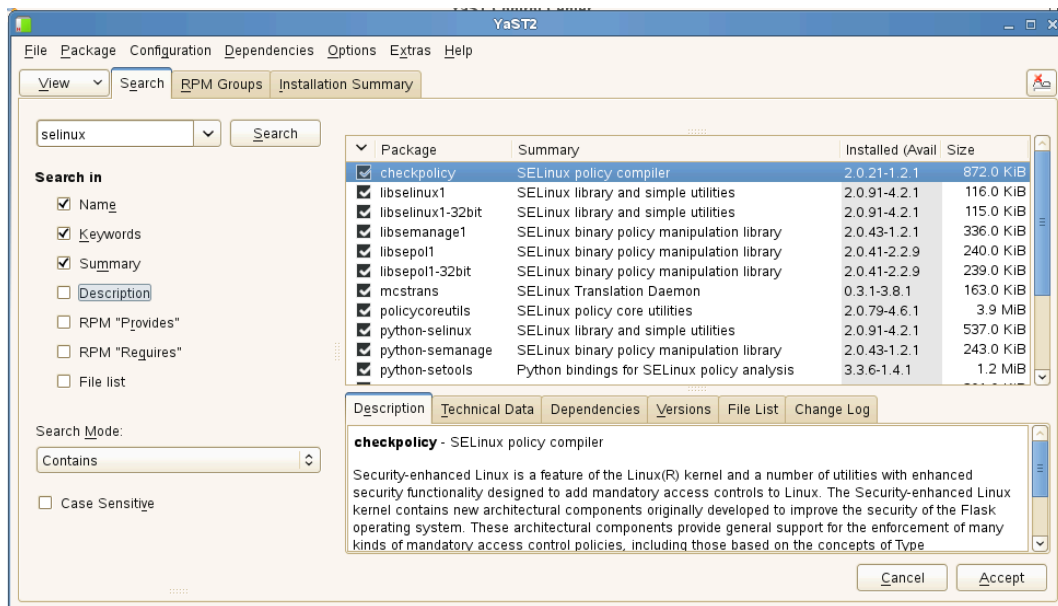 YaST2
File Package Configuration Dependencies Options Extras Help
View Search RPM Groups Installation Summary
selinux Search
Search in
Name
Keywords
Summary
Description
RPM "Provides"
RPM "Requires"
File list
Search Mode:
Contains
Case Sensitive
Package Summary Installed (Avail Size
checkpolicy SELinux policy compiler 2.0.21-1.2.1 872.0 KiB
libselinux1 SELinux library and simple utilities 2.0.91-4.2.1 116.0 KiB
libselinux1-32bit SELinux library and simple utilities 2.0.91-4.2.1 115.0 KiB
libsemanage1 SELinux binary policy manipulation library 2.0.43-1.2.1 336.0 KiB
libsepol1 SELinux binary policy manipulation library 2.0.41-2.2.9 240.0 KiB
libsepol1-32bit SELinux binary policy manipulation library 2.0.41-2.2.9 239.0 KiB
mcstrans SELinux Translation Daemon 0.3.1-3.8.1 163.0 KiB
policycoreutils SELinux policy core utilities 2.0.79-4.6.1 3.9 MiB
python-selinux SELinux library and simple utilities 2.0.91-4.2.1 537.0 KiB
python-semanage SELinux binary policy manipulation library 2.0.43-1.2.1 243.0 KiB
python-setools Python bindings for SELinux policy analysis 3.3.6-1.4.1 1.2 MiB
Description Technical Data Dependencies Versions File List Change Log
checkpolicy - SELinux policy compiler
Security-enhanced Linux is a feature of the Linux(R) kernel and a number of utilities with enhanced
security functionality designed to add mandatory access controls to Linux. The Security-enhanced Linux
kernel contains new architectural components originally developed to improve the security of the Flask
operating system. These architectural components provide general support for the enforcement of many
kinds of mandatory access control policies, including those based on the concepts of Type
Cancel Accept